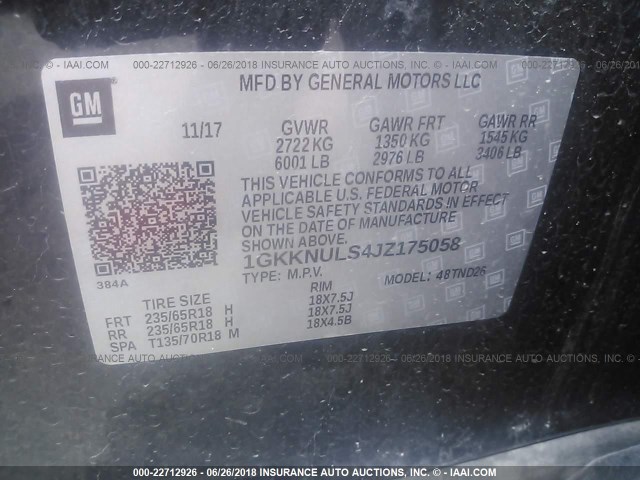 © - IAAI.COM 000-22712926 - 06/26/2018 INSURANCE AUTO AUCTIONS, INC. © - IAAI.COM 000-22712926
GM
MFD BY GENERAL MOTORS LLC
11/17 GVWR GAWR FRT GAWR RR
2722 KG 1350 KG 1545 KG
6001 LB 2976 LB 3406 LB
THIS VEHICLE CONFORMS TO ALL
APPLICABLE U.S. FEDERAL MOTOR
VEHICLE SAFETY STANDARDS IN EFFECT
ON THE DATE OF MANUFACTURE
SHOWN ABOVE.
1GKKNULS4JZ175058
TYPE: M.P.V. MODEL: 48TND26
384A
TIRE SIZE RIM
FRT 235/65R18 H 18X7.5J
RR 235/65R18 H 18X7.5J
SPA T135/70R18 M 18X4.5B
000-22712926 - 06/26/2018 INSURANCE AUTO AUCTIONS, INC. © - IAAI.COM